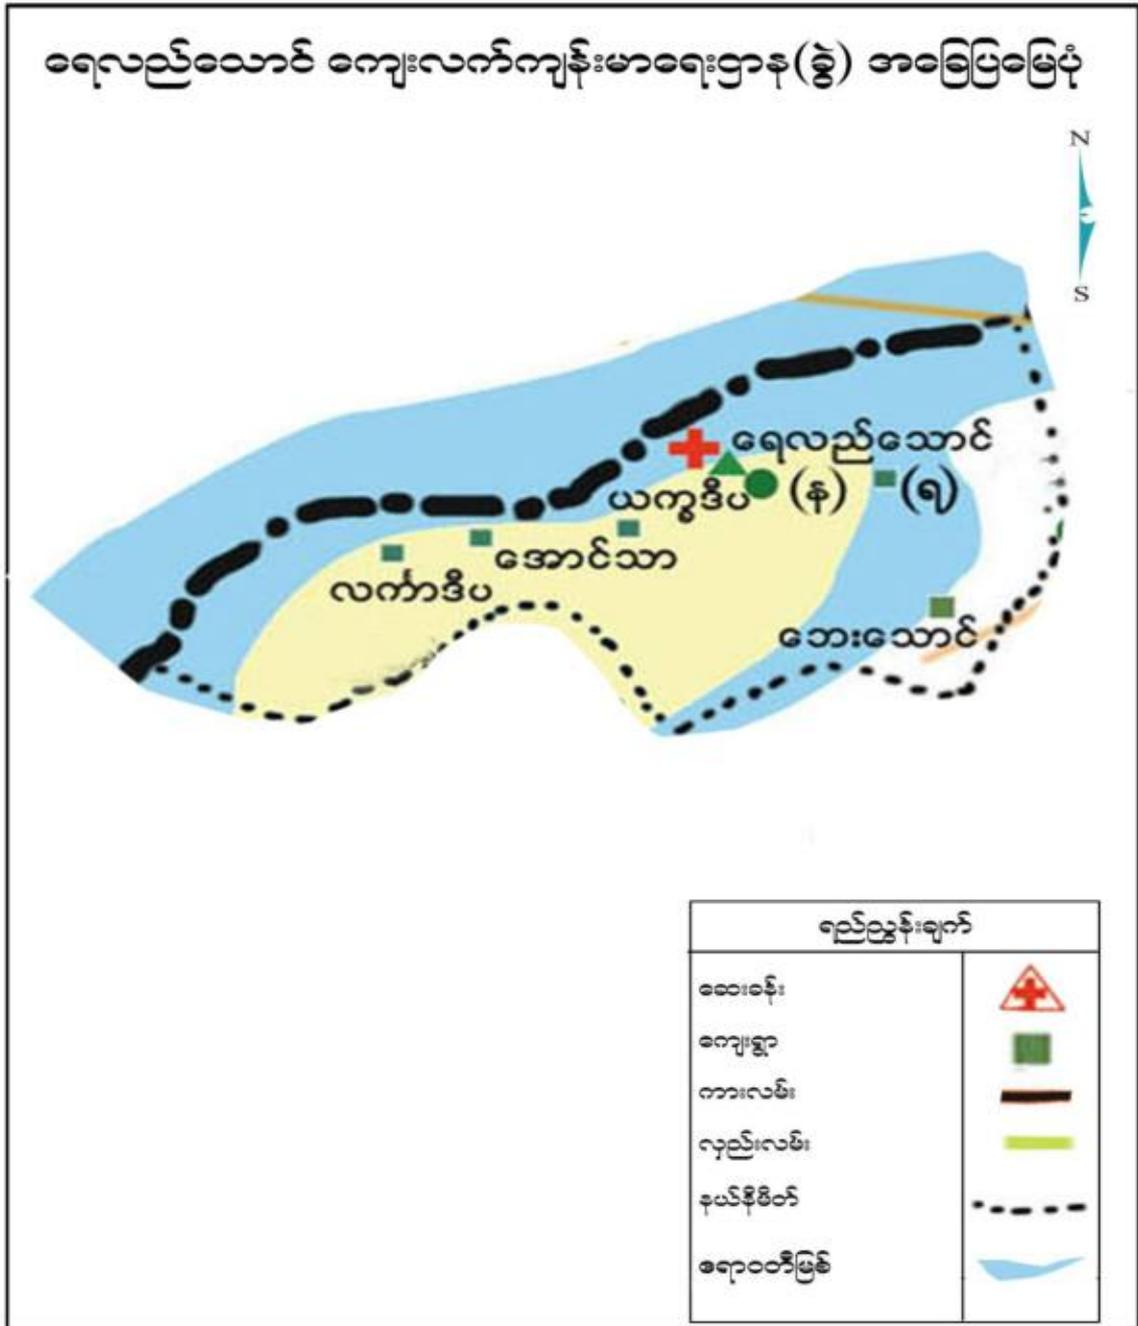 ရေလည်သောင် ကျေးလက်ကျန်းမာရေးဌာန(ခွဲ) အခြေပြမြေပုံ
N
S
ရေလည်သောင်
ယက္ခဒီပ (န) (ရ)
အောင်သာ
လင်္ကာဒီပ
ဘေးသောင်
ရည်ညွှန်းချက်
ဆေးခန်း
ကျေးရွာ
ကားလမ်း
လှည်းလမ်း
နယ်နိမိတ်
ဧရာဝတီမြစ်